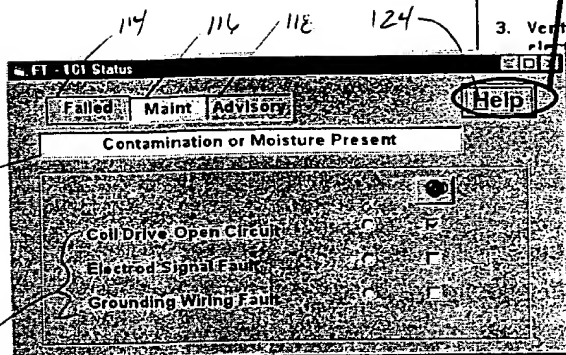 114 116 118 124
3. Vent
FT - 101 Status
Failed Maint Advisory Help
Contamination or Moisture Present
Coil Drive Open Circuit
Electrod Signal Fault
Grounding Wiring Fault